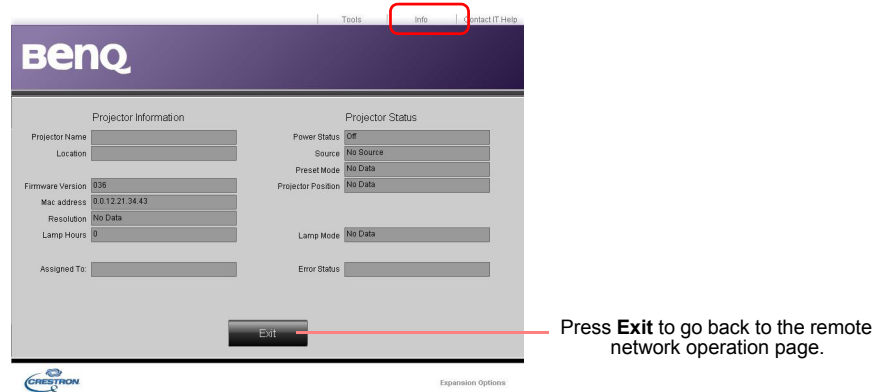 Tools Info Contact IT Help
BenQ
Projector Information
Projector Name
Location
Firmware Version 036
Mac address 0.0.12.21.34.43
Resolution No Data
Lamp Hours 0
Assigned To:
Projector Status
Power Status Off
Source No Source
Preset Mode No Data
Projector Position No Data
Lamp Mode No Data
Error Status
Exit
Press Exit to go back to the remote
network operation page.
CRESTRON
Expansion Options